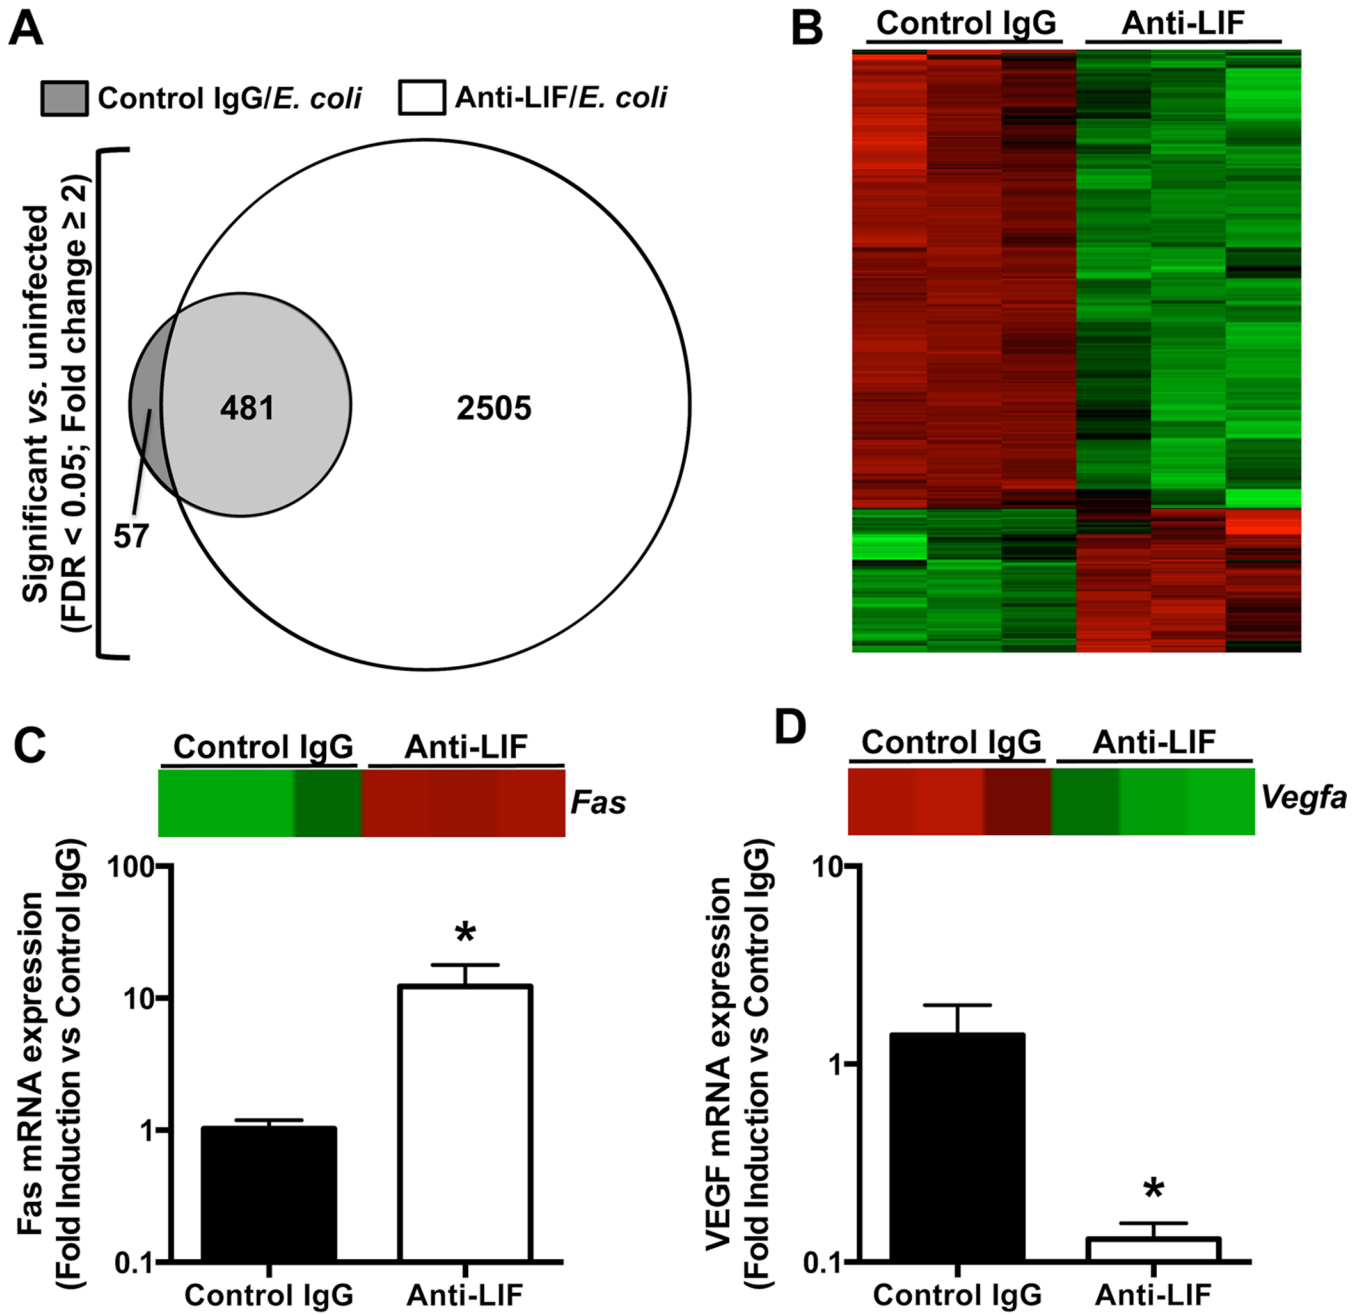 A
Control IgG/E. coli
Anti-LIF/E. coli
Significant vs. uninfected
(FDR < 0.05; Fold change ≥ 2)
481
2505
57
B
Control IgG
Anti-LIF
C
Control IgG
Anti-LIF
Fas
Fas mRNA expression
(Fold Induction vs Control IgG)
100
10
1
0.1
*
Control IgG
Anti-LIF
D
Control IgG
Anti-LIF
Vegfa
VEGF mRNA expression
(Fold Induction vs Control IgG)
10
1
0.1
*
Control IgG
Anti-LIF